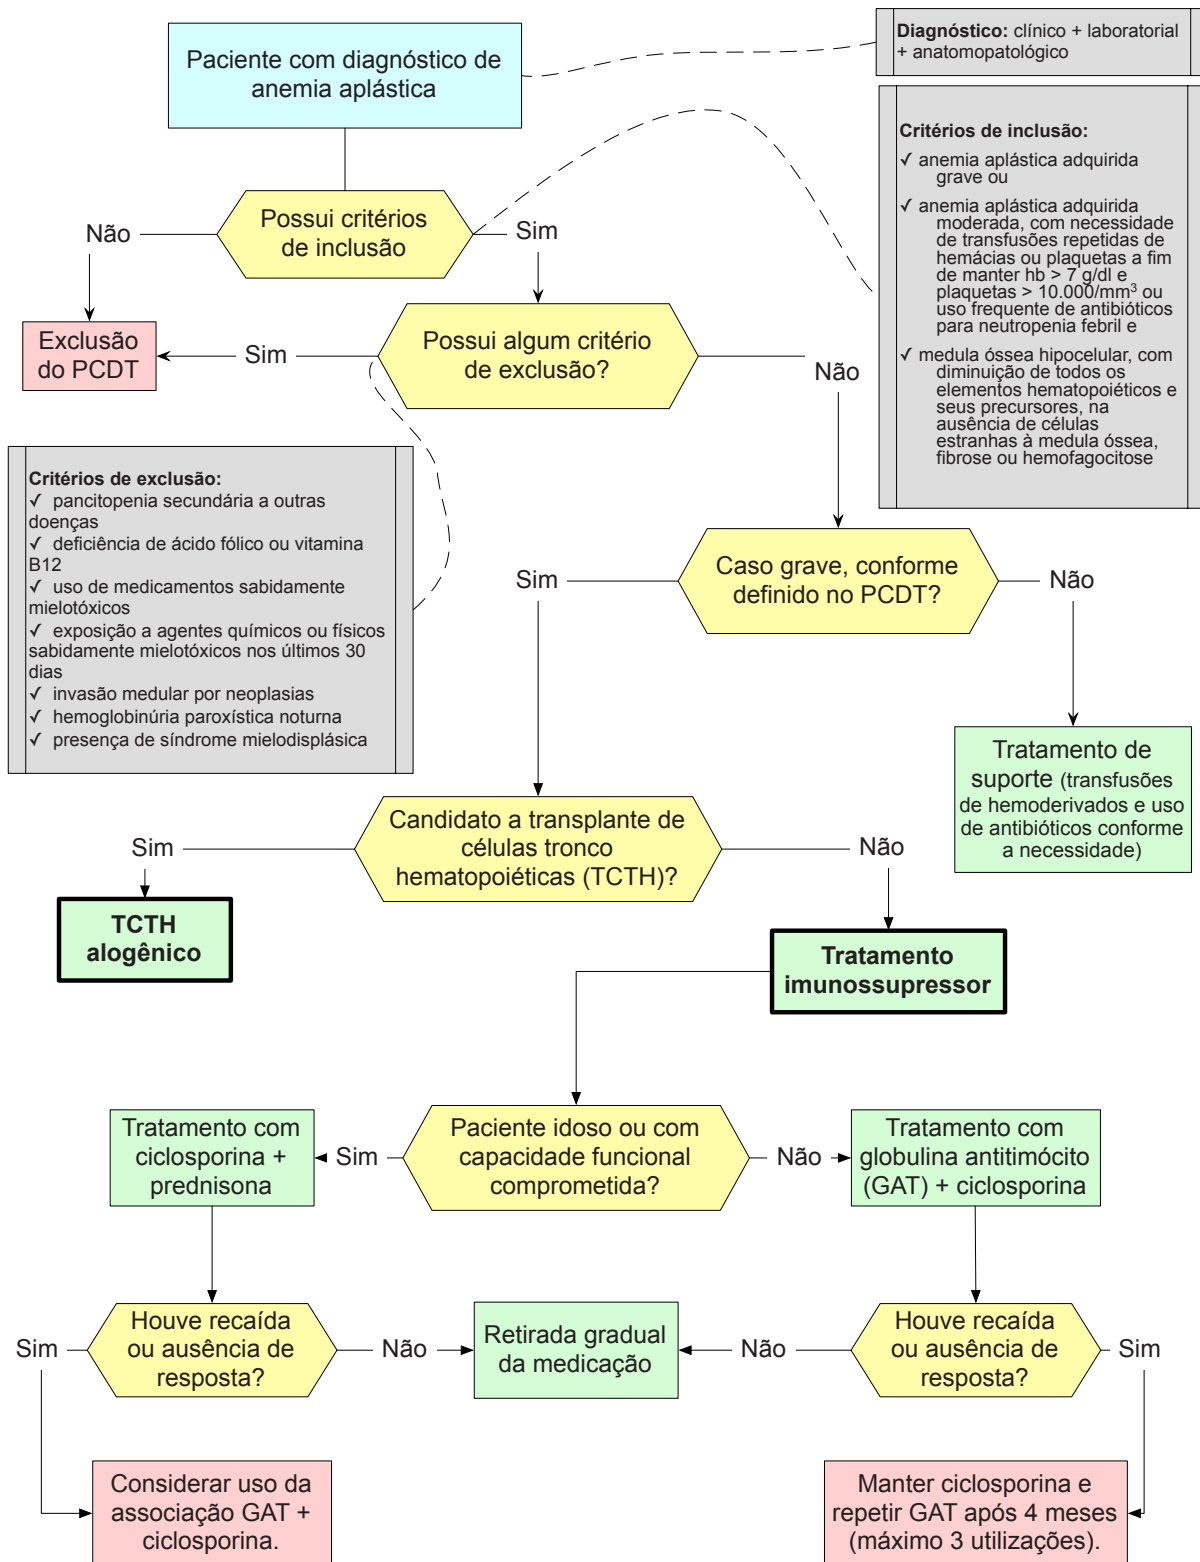 Paciente com diagnóstico de
anemia aplástica
Diagnóstico: clínico + laboratorial
+ anatomopatológico
Critérios de inclusão:
✓ anemia aplástica adquirida
grave ou
✓ anemia aplástica adquirida
moderada, com necessidade
de transfusões repetidas de
hemácias ou plaquetas a fim
de manter hb > 7 g/dl e
plaquetas > 10.000/mm³ ou
uso frequente de antibióticos
para neutropenia febril e
✓ medula óssea hipocelular, com
diminuição de todos os
elementos hematopoiéticos e
seus precursores, na
ausência de células
estranhas à medula óssea,
fibrose ou hemofagocitose
Possui critérios
de inclusão
Não
Sim
Exclusão
do PCDT
Sim
Possui algum critério
de exclusão?
Não
Critérios de exclusão:
✓ pancitopenia secundária a outras
doenças
✓ deficiência de ácido fólico ou vitamina
B12
✓ uso de medicamentos sabidamente
mielotóxicos
✓ exposição a agentes químicos ou físicos
sabidamente mielotóxicos nos últimos 30
dias
✓ invasão medular por neoplasias
✓ hemoglobinúria paroxística noturna
✓ presença de síndrome mielodisplásica
Sim
Caso grave, conforme
definido no PCDT?
Não
Tratamento de
suporte (transfusões
de hemoderivados e uso
de antibióticos conforme
a necessidade)
Sim
Candidato a transplante de
células tronco
hematopoiéticas (TCTH)?
Não
TCTH
alogênico
Tratamento
imunossupressor
Tratamento com
ciclosporina +
prednisona
Sim
Paciente idoso ou com
capacidade funcional
comprometida?
Não
Tratamento com
globulina antitimócito
(GAT) + ciclosporina
Sim
Houve recaída
ou ausência de
resposta?
Não
Retirada gradual
da medicação
Não
Houve recaída
ou ausência de
resposta?
Sim
Considerar uso da
associação GAT +
ciclosporina.
Manter ciclosporina e
repetir GAT após 4 meses
(máximo 3 utilizações).